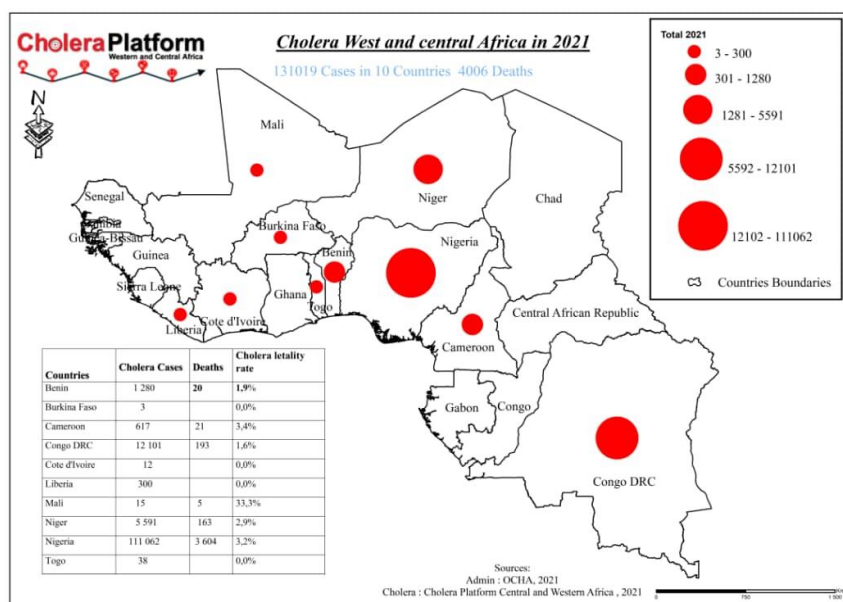 CholeraPlatform
Western and Central Africa
Cholera West and central Africa in 2021
131019 Cases in 10 Countries 4006 Deaths
N
Total 2021
3 - 300
301 - 1280
1281 - 5591
5592 - 12101
12102 - 111062
Countries Boundaries
Mali
Niger
Chad
Senegal
Guinea-Bissau
Guinea
Burkina Faso
Benin
Nigeria
Sierra Leone
Ghana
Togo
Liberia
Cote d'Ivoire
Cameroon
Central African Republic
Gabon
Congo
Congo DRC
Countries Cholera Cases Deaths Cholera letality rate
Benin 1 280 20 1,9%
Burkina Faso 3 0,0%
Cameroon 617 21 3,4%
Congo DRC 12 101 193 1,6%
Cote d'Ivoire 12 0,0%
Liberia 300 0,0%
Mali 15 5 33,3%
Niger 5 591 163 2,9%
Nigeria 111 062 3 604 3,2%
Togo 38 0,0%
Sources:
Admin : OCHA, 2021
Cholera : Cholera Platform Central and Western Africa , 2021
0 750 1 500